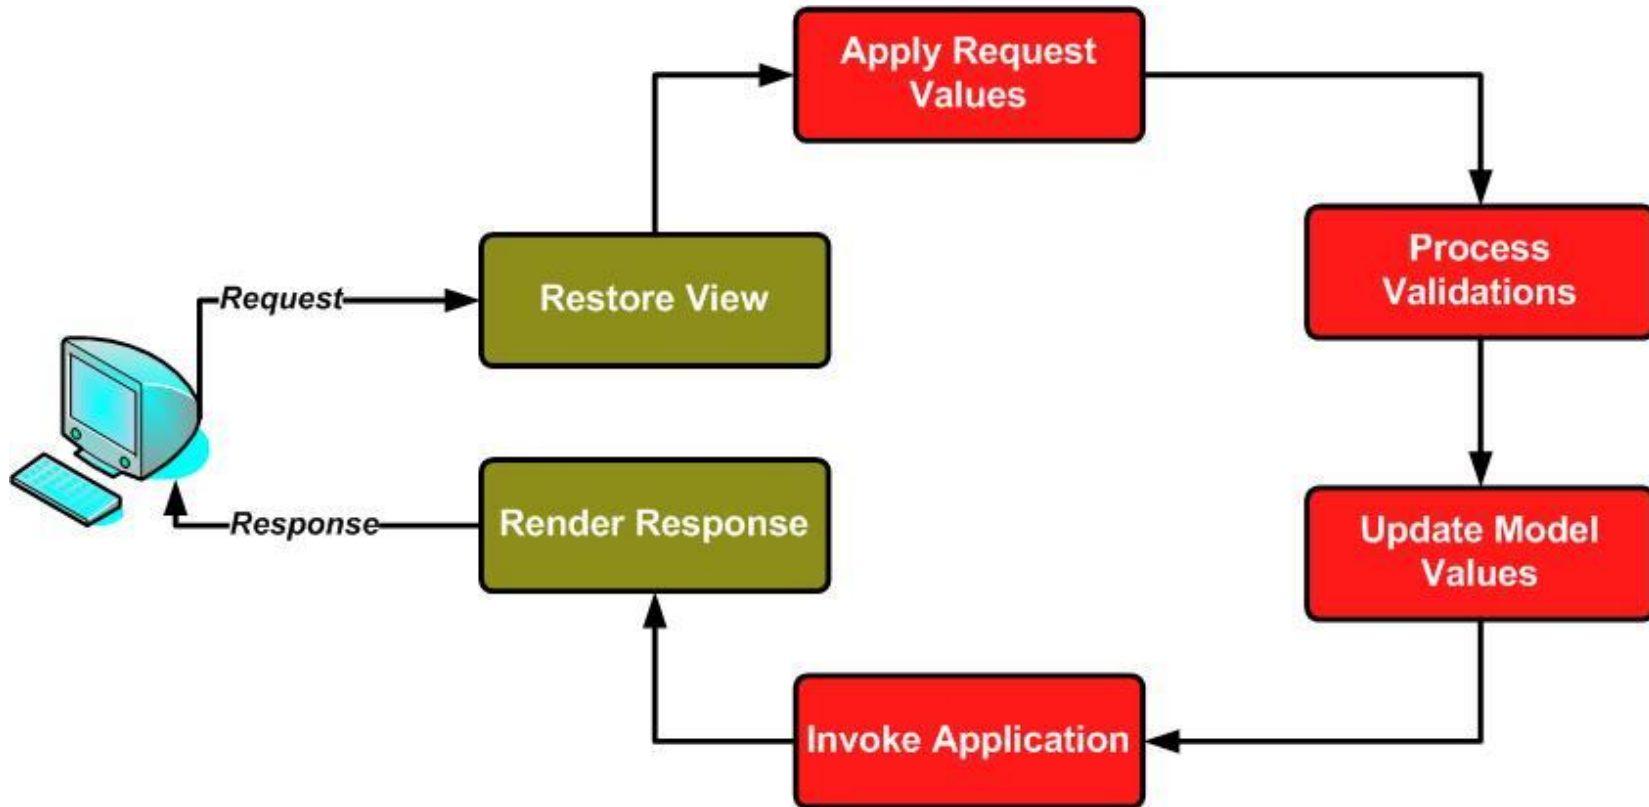 Apply Request
Values
Process
Validations
Request
Restore View
Response
Render Response
Update Model
Values
Invoke Application